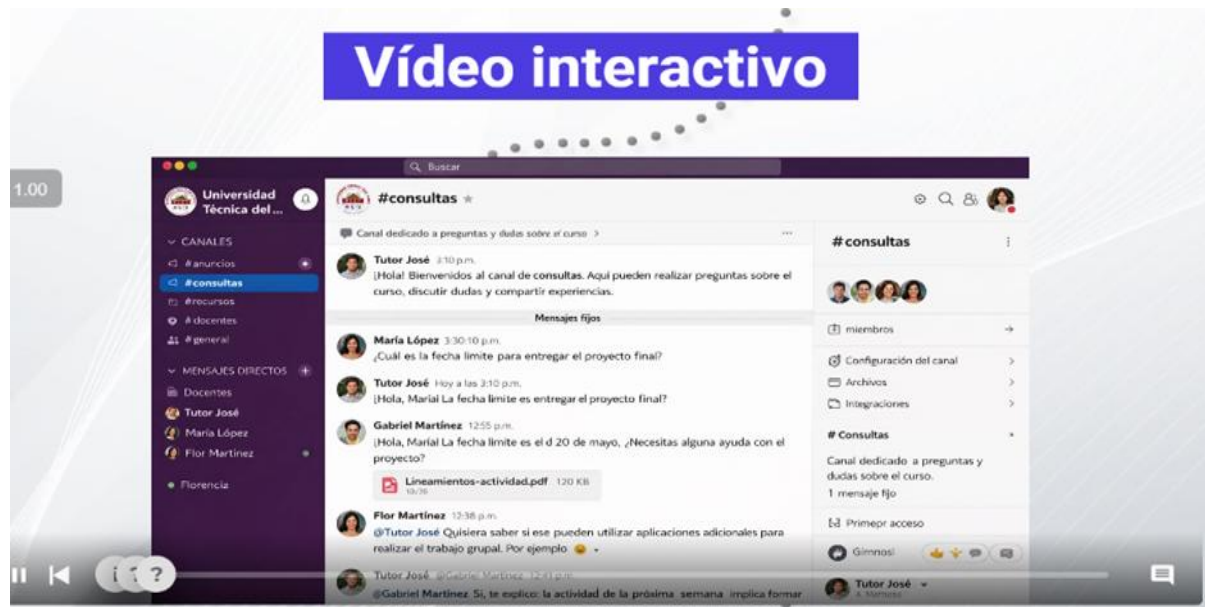 Vídeo interactivo
1.00
Buscar
Universidad
Técnica del ...
CANALES
#anuncios
#consultas
#recursos
#docentes
#general
MENSAJES DIRECTOS
Docentes
Tutor José
María López
Flor Martínez
Florencia
#consultas
Canal dedicado a preguntas y dudas sobre el curso >
Tutor José 3:10 p.m.
¡Hola! Bienvenidos al canal de consultas. Aquí pueden realizar preguntas sobre el
curso, discutir dudas y compartir experiencias.
Mensajes fijos
María López 3:30:10 p.m.
¿Cuál es la fecha límite para entregar el proyecto final?
Tutor José Hoy a las 3:10 p.m.
¡Hola, Maríal La fecha límite es entregar el proyecto final?
Gabriel Martínez 12:55 p.m.
¡Hola, Maríal La fecha límite es el d 20 de mayo, ¿Necesitas alguna ayuda con el
proyecto?
Lineamientos-actividad.pdf 120 KB
Flor Martínez 12:38 p.m.
@Tutor José Quisiera saber si ese pueden utilizar aplicaciones adicionales para
realizar el trabajo grupal. Por ejemplo
Tutor José @Gabriel Martínez 12:41 p.m.
@Gabriel Martínez Si, te explico: la actividad de la próxima semana implica formar
#consultas
miembros
Configuración del canal
Archivos
Integraciones
# Consultas
Canal dedicado a preguntas y
dudas sobre el curso.
1 mensaje fijo
Primepr acceso
Gimnosi
Tutor José
i ?